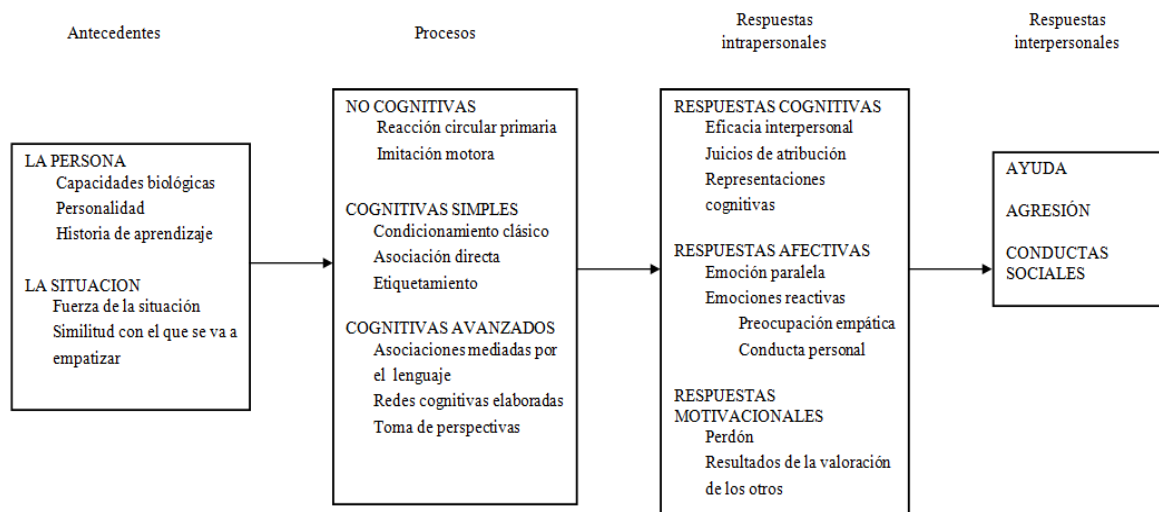 Antecedentes
Procesos
Respuestas
intrapersonales
Respuestas
interpersonales
LA PERSONA
Capacidades biológicas
Personalidad
Historia de aprendizaje
LA SITUACION
Fuerza de la situación
Similitud con el que se va a
empatizar
NO COGNITIVAS
Reacción circular primaria
Imitación motora
COGNITIVAS SIMPLES
Condicionamiento clásico
Asociación directa
Etiquetamiento
COGNITIVAS AVANZADOS
Asociaciones mediadas por
el lenguaje
Redes cognitivas elaboradas
Toma de perspectivas
RESPUESTAS COGNITIVAS
Eficacia interpersonal
Juicios de atribución
Representaciones
cognitivas
RESPUESTAS AFECTIVAS
Emoción paralela
Emociones reactivas
Preocupación empática
Conducta personal
RESPUESTAS
MOTIVACIONALES
Perdón
Resultados de la valoración
de los otros
AYUDA
AGRESIÓN
CONDUCTAS
SOCIALES